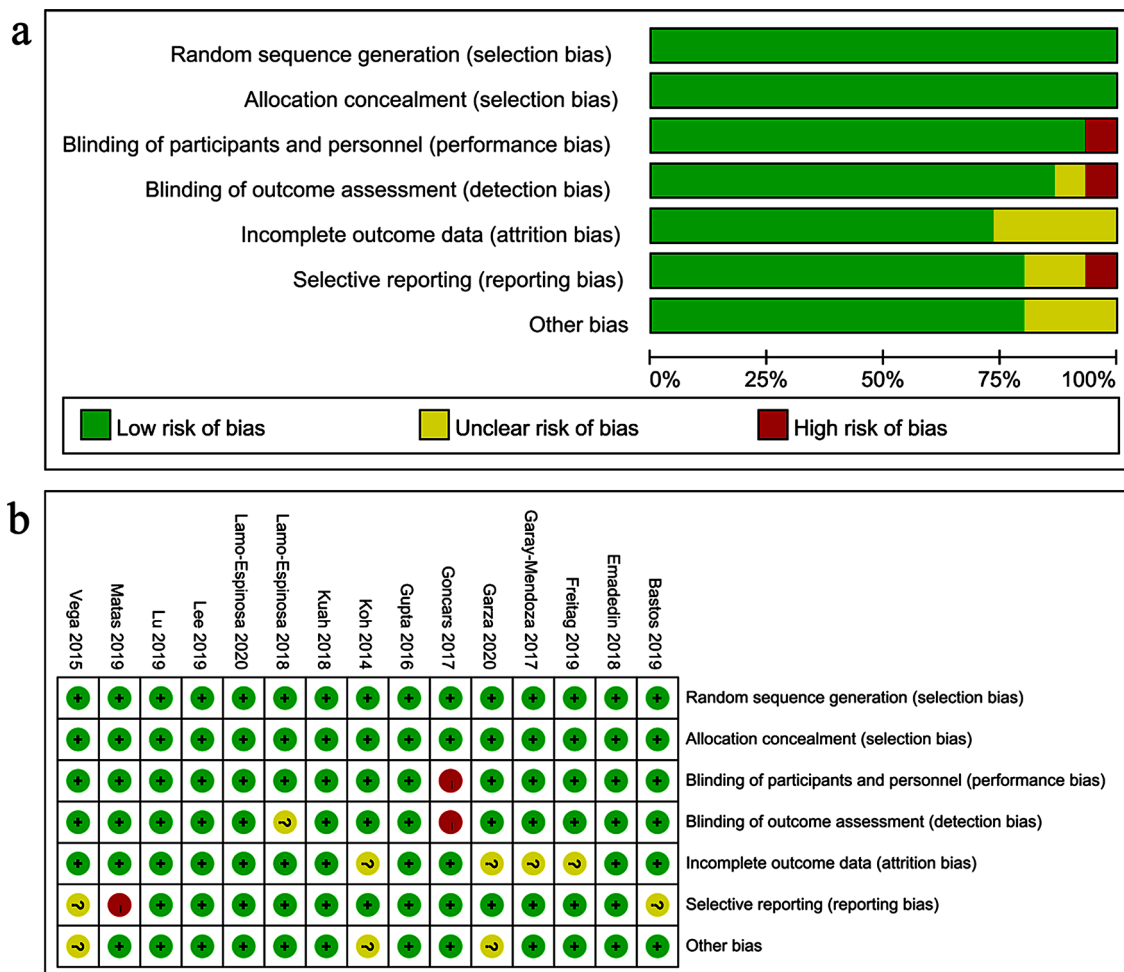 a
Random sequence generation (selection bias)
Allocation concealment (selection bias)
Blinding of participants and personnel (performance bias)
Blinding of outcome assessment (detection bias)
Incomplete outcome data (attrition bias)
Selective reporting (reporting bias)
Other bias
0% 25% 50% 75% 100%
Low risk of bias Unclear risk of bias High risk of bias
b
Vega 2015
Matas 2019
Lu 2019
Lee 2019
Lamo-Espinosa 2020
Lamo-Espinosa 2018
Kuah 2018
Koh 2014
Gupta 2016
Goncars 2017
Garza 2020
Garay-Mendoza 2017
Freitag 2019
Emadedin 2018
Bastos 2019
+ + + + + + + + + + + + + + + Random sequence generation (selection bias)
+ + + + + + + + + + + + + + + Allocation concealment (selection bias)
+ + + + + + + + + - + + + + + Blinding of participants and personnel (performance bias)
+ + + + + ? + + + - + + + + + Blinding of outcome assessment (detection bias)
+ + + + + + + ? + + ? ? ? + + Incomplete outcome data (attrition bias)
? - + + + + + + + + + + + + ? Selective reporting (reporting bias)
? + + + + + + ? + + ? + + + + Other bias